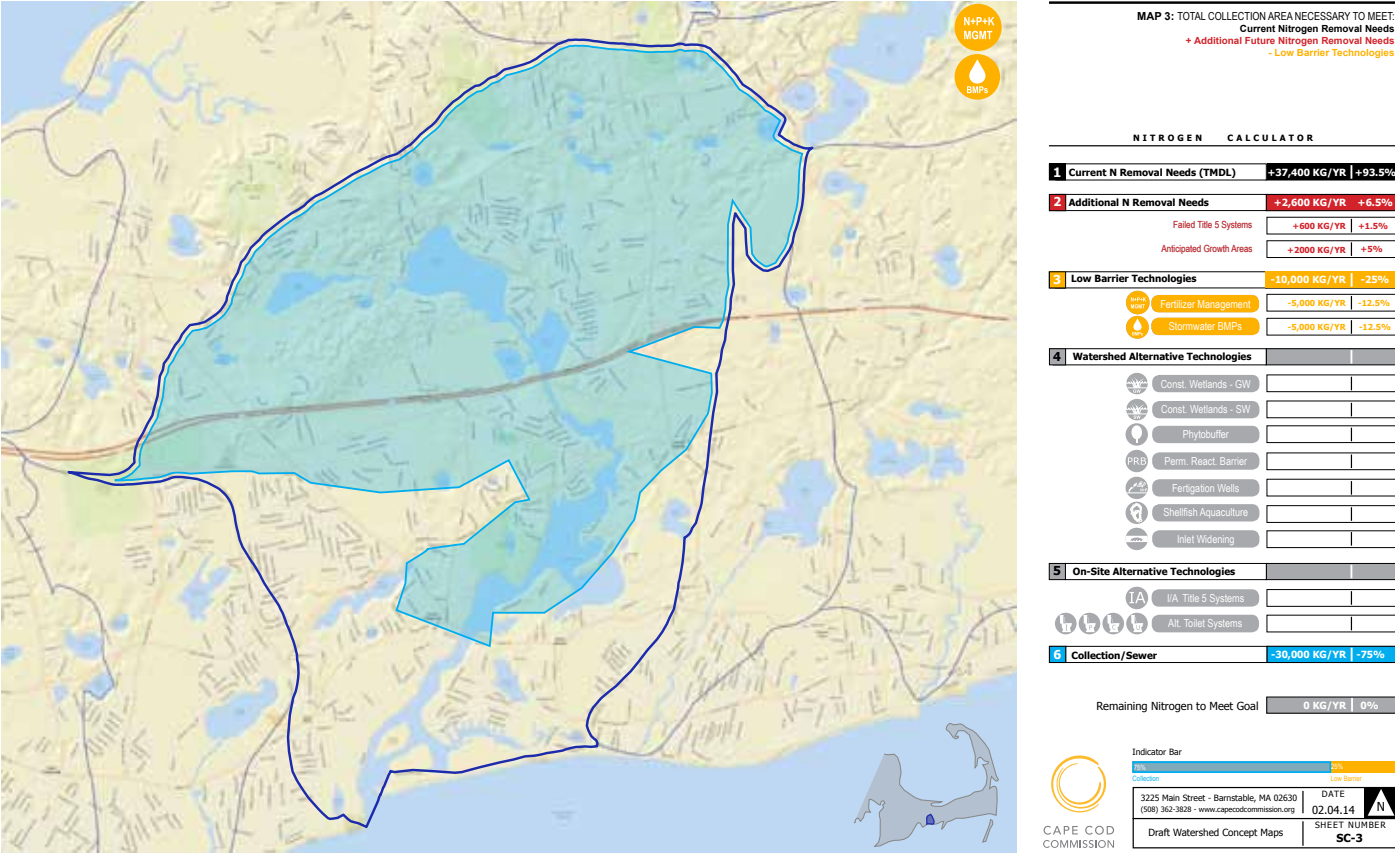 N+P+K
MGMT
BMPs
MAP 3: TOTAL COLLECTION AREA NECESSARY TO MEET:
Current Nitrogen Removal Needs
+ Additional Future Nitrogen Removal Needs
- Low Barrier Technologies
NITROGEN CALCULATOR
1 Current N Removal Needs (TMDL) +37,400 KG/YR +93.5%
2 Additional N Removal Needs +2,600 KG/YR +6.5%
Failed Title 5 Systems +600 KG/YR +1.5%
Anticipated Growth Areas +2000 KG/YR +5%
3 Low Barrier Technologies -10,000 KG/YR -25%
N+P+K
MGMT
Fertilizer Management -5,000 KG/YR -12.5%
BMPs
Stormwater BMPs -5,000 KG/YR -12.5%
4 Watershed Alternative Technologies
Const. Wetlands - GW
Const. Wetlands - SW
Phytobuffer
PRB Perm. React. Barrier
Fertigation Wells
Shellfish Aquaculture
Inlet Widening
5 On-Site Alternative Technologies
IA I/A Title 5 Systems
Alt. Toilet Systems
6 Collection/Sewer -30,000 KG/YR -75%
Remaining Nitrogen to Meet Goal 0 KG/YR 0%
Indicator Bar
75% 25%
Collection Low Barrier
3225 Main Street - Barnstable, MA 02630
(508) 362-3828 - www.capecodcommission.org
DATE
02.04.14
N
Draft Watershed Concept Maps
SHEET NUMBER
SC-3
CAPE COD
COMMISSION